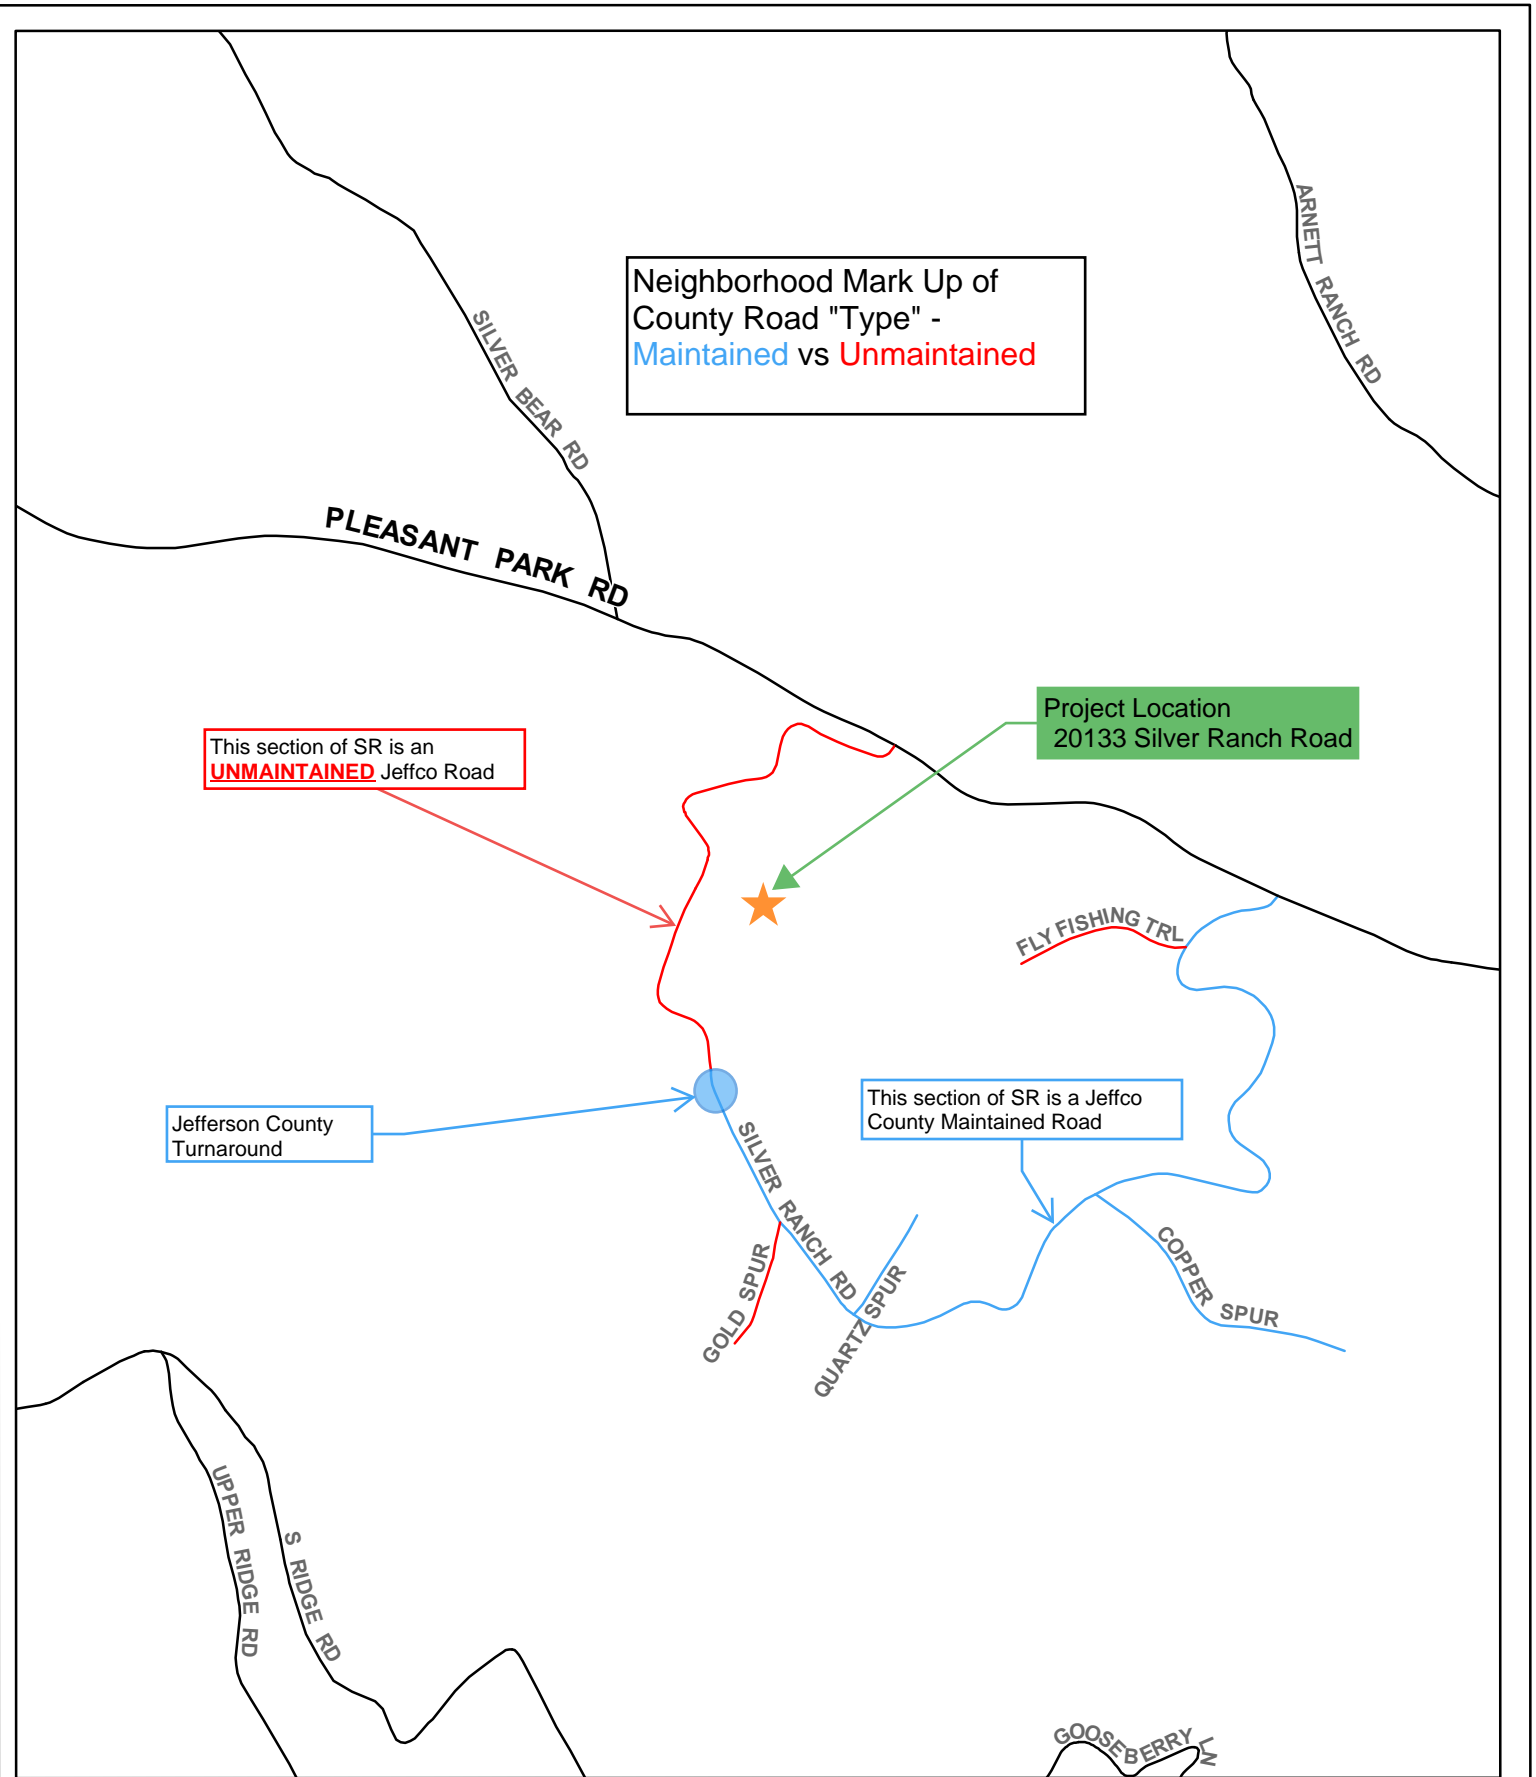 ARNETT RANCH RD
Neighborhood Mark Up of
County Road "Type" -
Maintained vs Unmaintained
SILVER BEAR RD
PLEASANT PARK RD
Project Location
20133 Silver Ranch Road
This section of SR is an
UNMAINTAINED Jeffco Road
FLY FISHING TRL
This section of SR is a Jeffco
County Maintained Road
Jefferson County
Turnaround
SILVER RANCH RD
GOLD SPUR
QUARTZ SPUR
COPPER SPUR
UPPER RIDGE RD
S RIDGE RD
GOOSEBERRY LN